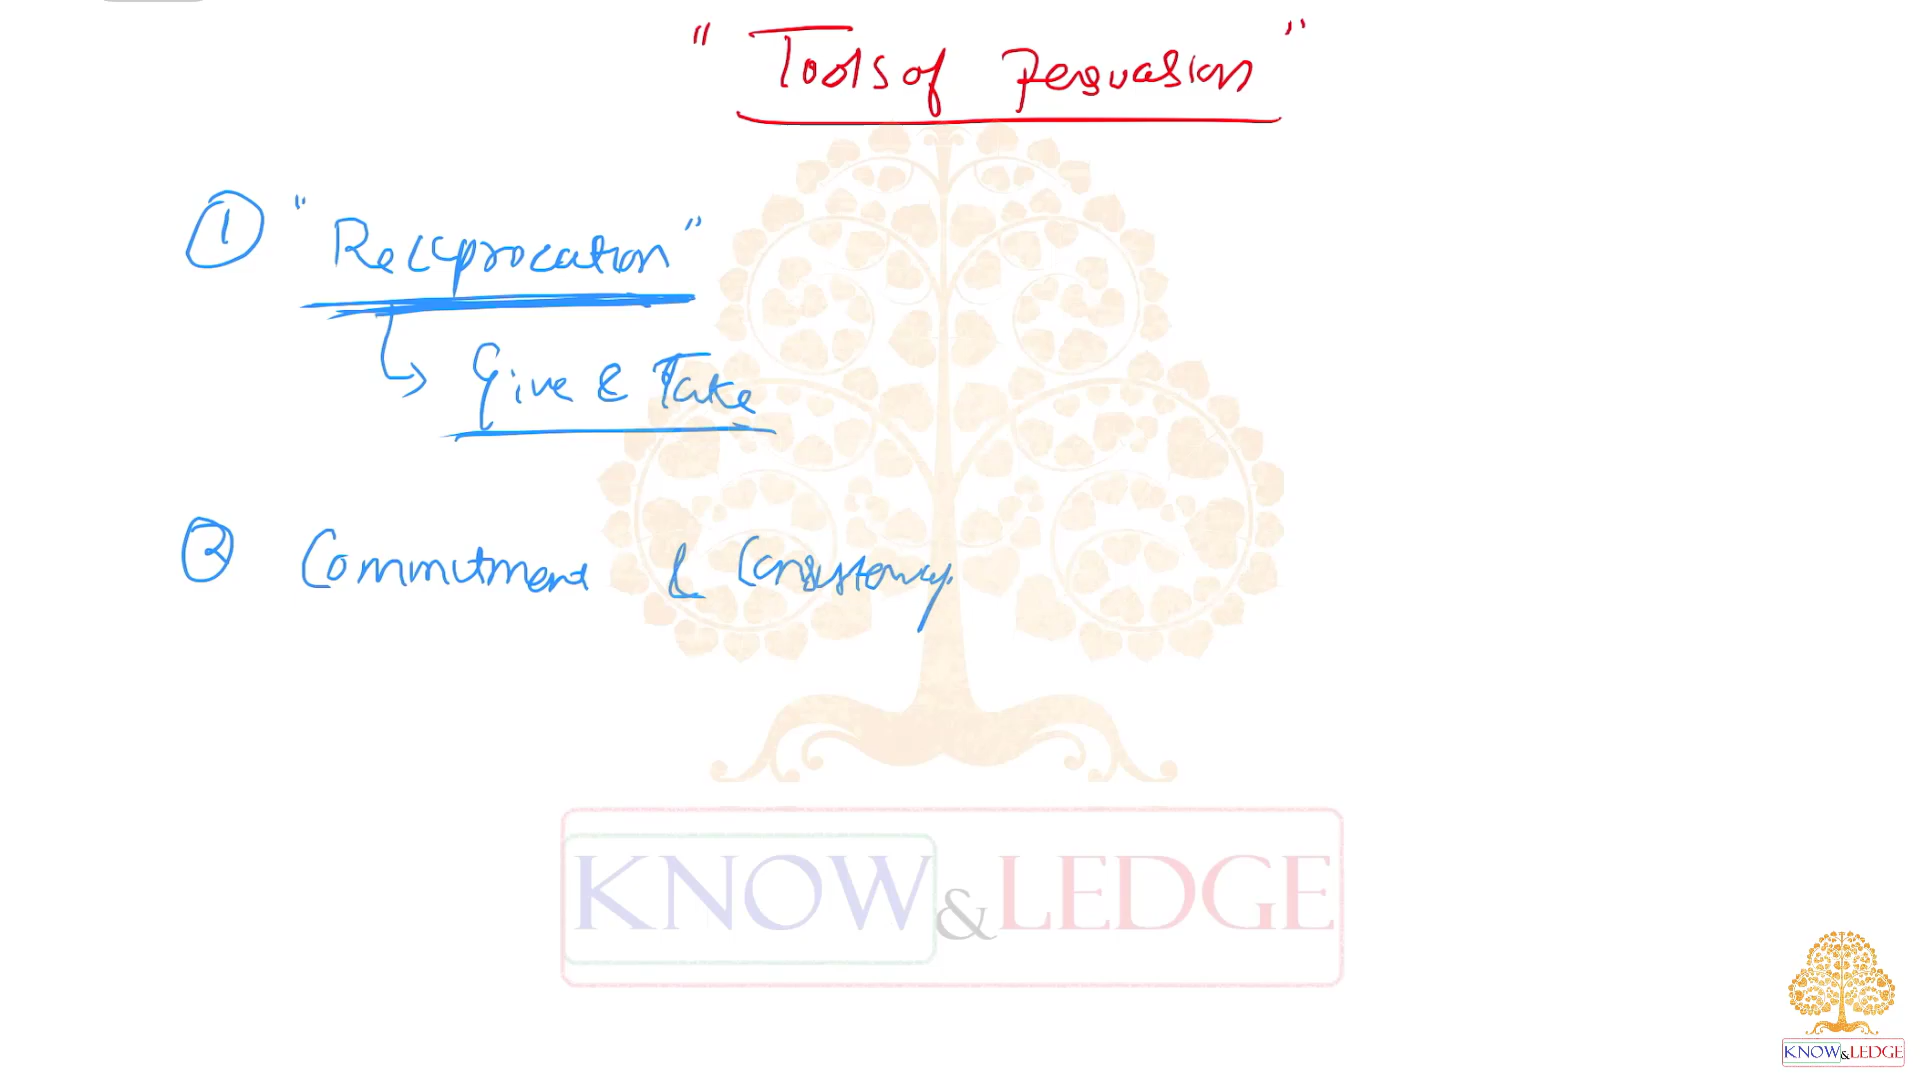 " Tools of Persuasion "
① "Reciprocation"
↳ Give & Take
② Commitment & Consistency
KNOW&LEDGE
KNOW&LEDGE